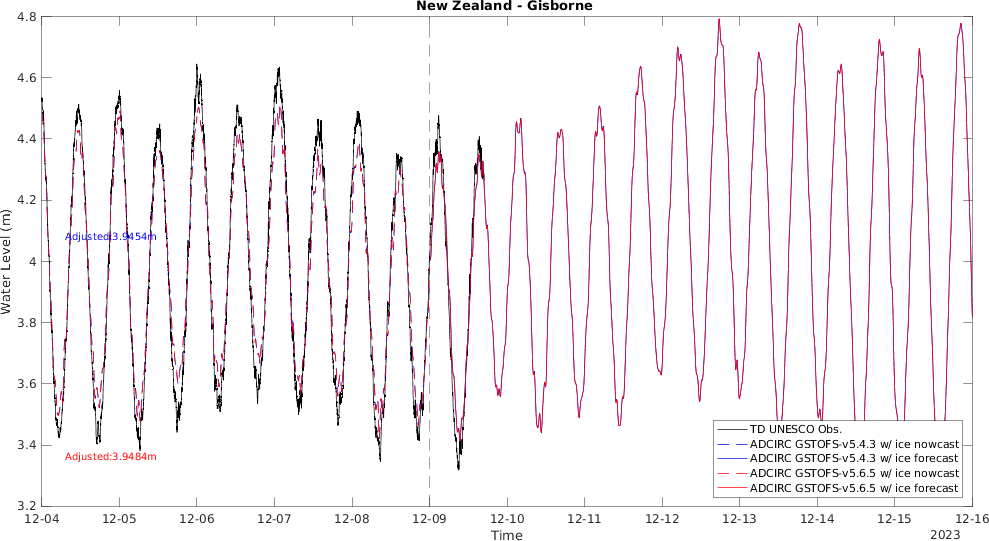 New Zealand - Gisborne
4.8
4.6
4.4
4.2
4
3.8
3.6
3.4
3.2
Water Level (m)
Adjusted:3.9454m
Adjusted:3.9484m
TD UNESCO Obs.
ADCIRC GSTOFS-v5.4.3 w/ ice nowcast
ADCIRC GSTOFS-v5.4.3 w/ ice forecast
ADCIRC GSTOFS-v5.6.5 w/ ice nowcast
ADCIRC GSTOFS-v5.6.5 w/ ice forecast
12-04 12-05 12-06 12-07 12-08 12-09 12-10 12-11 12-12 12-13 12-14 12-15 12-16
Time
2023